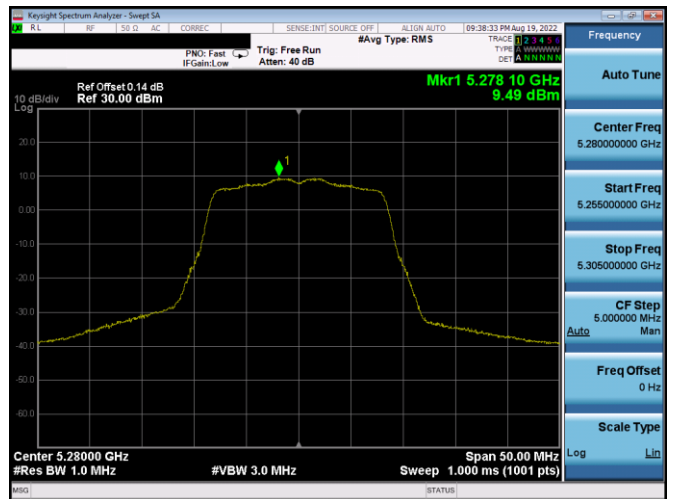 Keysight Spectrum Analyzer - Swept SA
RL RF 50 Ω AC CORREC SENSE:INT SOURCE OFF ALIGN AUTO 09:38:33 PM Aug 19, 2022
#Avg Type: RMS
TRACE 1 2 3 4 5 6
TYPE A WWWWW
DET A NNNNN
PNO: Fast
IFGain:Low
Trig: Free Run
Atten: 40 dB
Mkr1 5.278 10 GHz
9.49 dBm
Ref Offset 0.14 dB
10 dB/div Ref 30.00 dBm
Log
1
20.0
10.0
0.00
-10.0
-20.0
-30.0
-40.0
-50.0
-60.0
Center 5.28000 GHz Span 50.00 MHz
#Res BW 1.0 MHz #VBW 3.0 MHz Sweep 1.000 ms (1001 pts)
MSG STATUS
Frequency
Auto Tune
Center Freq
5.280000000 GHz
Start Freq
5.255000000 GHz
Stop Freq
5.305000000 GHz
CF Step
5.000000 MHz
Auto Man
Freq Offset
0 Hz
Scale Type
Log Lin